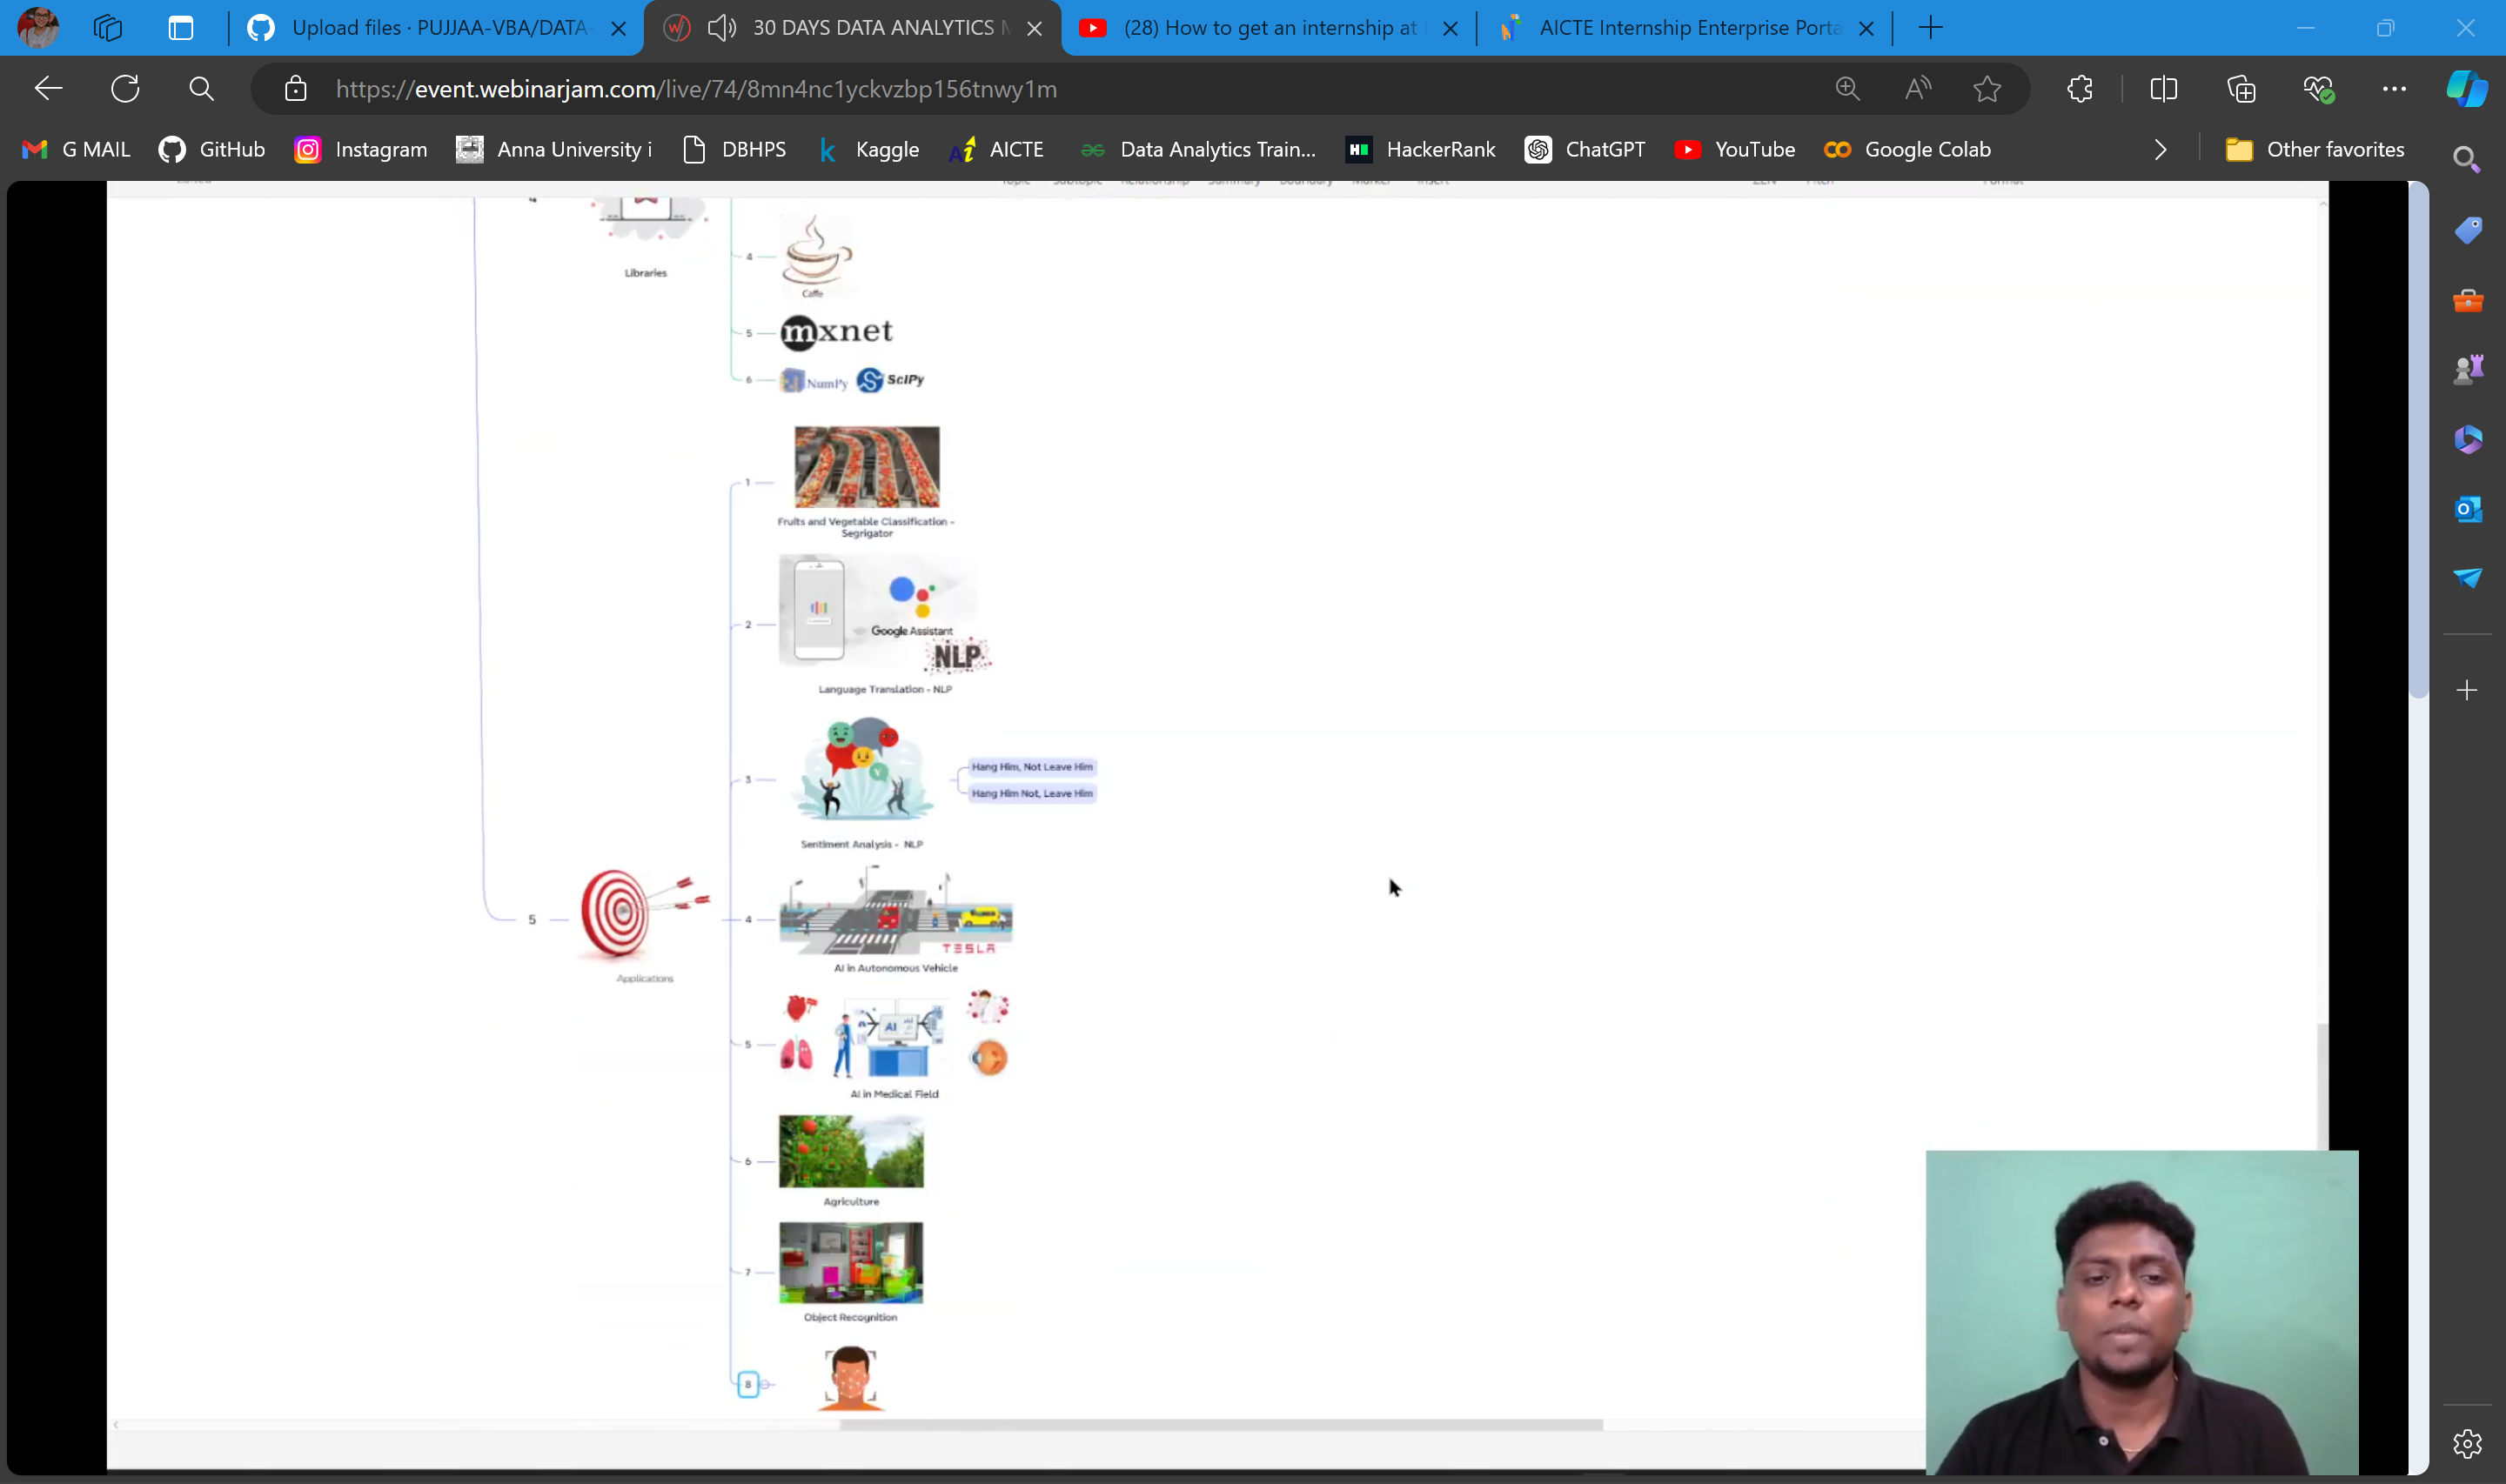 Upload files · PUJJAA-VBA/DATA-
30 DAYS DATA ANALYTICS
(28) How to get an internship at
AICTE Internship Enterprise Porta
https://event.webinarjam.com/live/74/8mn4nc1yckvzbp156tnwy1m
G MAIL
GitHub
Instagram
Anna University i
DBHPS
Kaggle
AICTE
Data Analytics Train...
HackerRank
ChatGPT
YouTube
Google Colab
Other favorites
Libraries
4
Caffe
5
mxnet
6
NumPy
SciPy
5
Applications
1
Fruits and Vegetable Classification -
Segrigator
2
Google Assistant
NLP
Language Translation - NLP
3
Hang Him, Not Leave Him
Hang Him Not, Leave Him
Sentiment Analysis - NLP
4
TESLA
AI in Autonomous Vehicle
5
AI
AI in Medical Field
6
Agriculture
7
Object Recognition
8